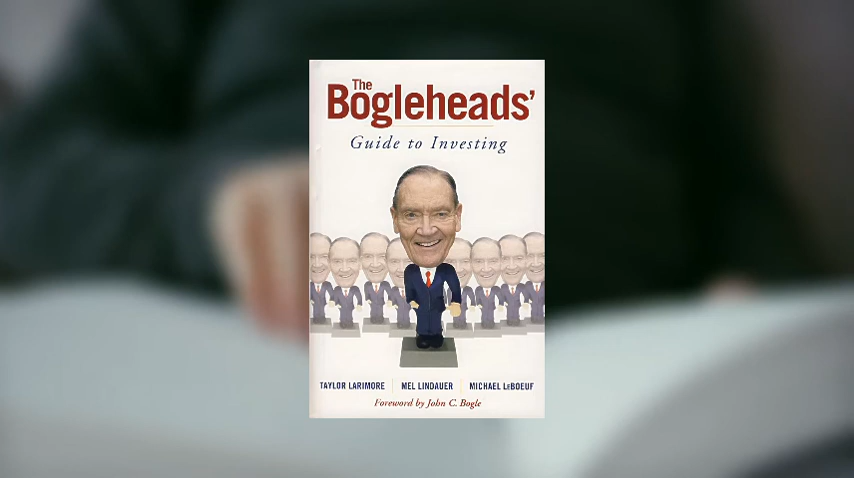 The
Bogleheads'
Guide to Investing
TAYLOR LARIMORE MEL LINDAUER MICHAEL LEBOEUF
Foreword by John C. Bogle